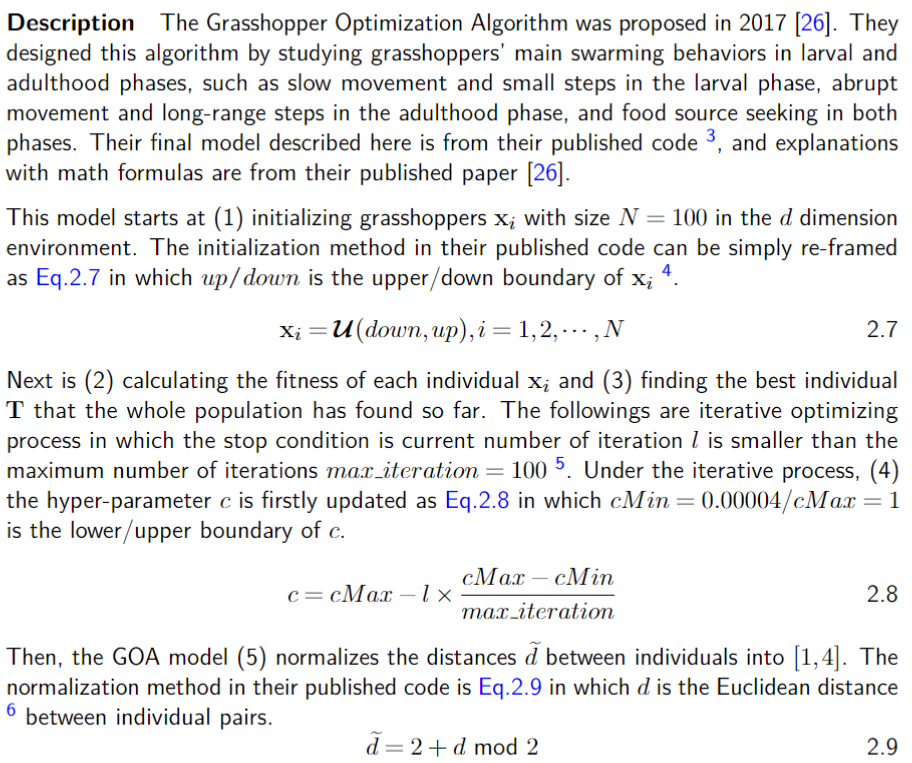 Description The Grasshopper Optimization Algorithm was proposed in 2017 [26]. They
designed this algorithm by studying grasshoppers' main swarming behaviors in larval and
adulthood phases, such as slow movement and small steps in the larval phase, abrupt
movement and long-range steps in the adulthood phase, and food source seeking in both
phases. Their final model described here is from their published code ³, and explanations
with math formulas are from their published paper [26].
This model starts at (1) initializing grasshoppers xᵢ with size N = 100 in the d dimension
environment. The initialization method in their published code can be simply re-framed
as Eq.2.7 in which up/down is the upper/down boundary of xᵢ ⁴.
xᵢ = U(down, up), i = 1, 2, ⋯ , N 2.7
Next is (2) calculating the fitness of each individual xᵢ and (3) finding the best individual
T that the whole population has found so far. The followings are iterative optimizing
process in which the stop condition is current number of iteration l is smaller than the
maximum number of iterations max_iteration = 100 ⁵. Under the iterative process, (4)
the hyper-parameter c is firstly updated as Eq.2.8 in which cMin = 0.00004/cMax = 1
is the lower/upper boundary of c.
c = cMax − l × (cMax − cMin)/(max_iteration) 2.8
Then, the GOA model (5) normalizes the distances d̃ between individuals into [1, 4]. The
normalization method in their published code is Eq.2.9 in which d is the Euclidean distance
⁶ between individual pairs.
d̃ = 2 + d mod 2 2.9